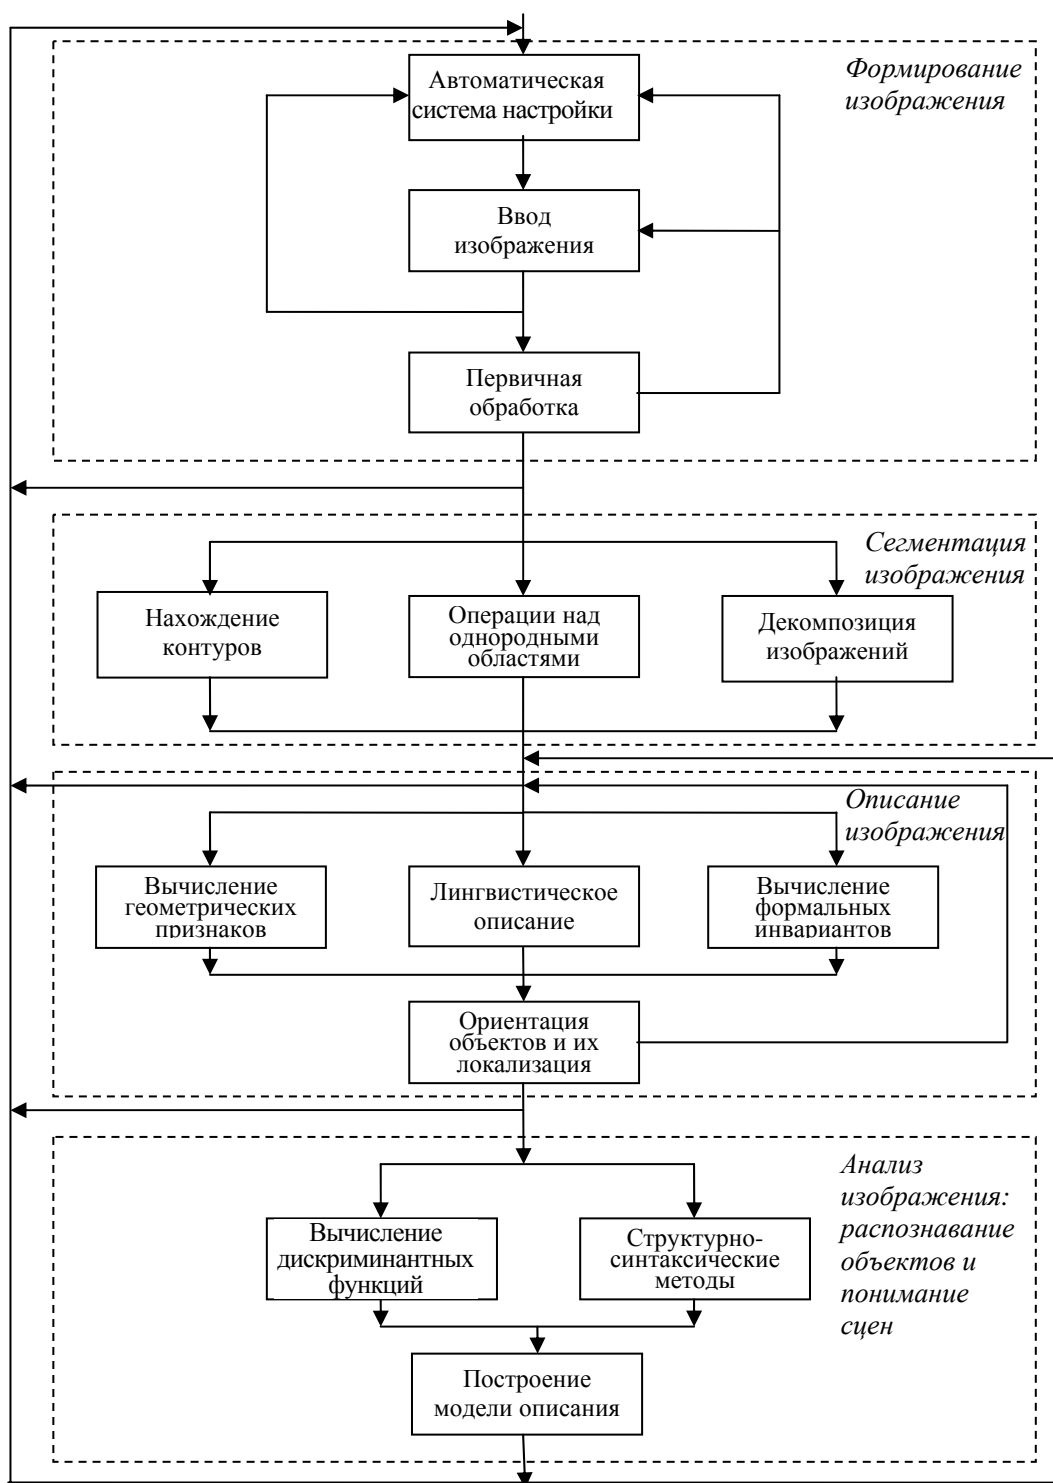 Формирование
изображения
Автоматическая
система настройки
Ввод
изображения
Первичная
обработка
Сегментация
изображения
Нахождение
контуров
Операции над
однородными
областями
Декомпозиция
изображений
Описание
изображения
Вычисление
геометрических
признаков
Лингвистическое
описание
Вычисление
формальных
инвариантов
Ориентация
объектов и их
локализация
Анализ
изображения:
распознавание
объектов и
понимание
сцен
Вычисление
дискриминантных
функций
Структурно-
синтаксические
методы
Построение
модели описания